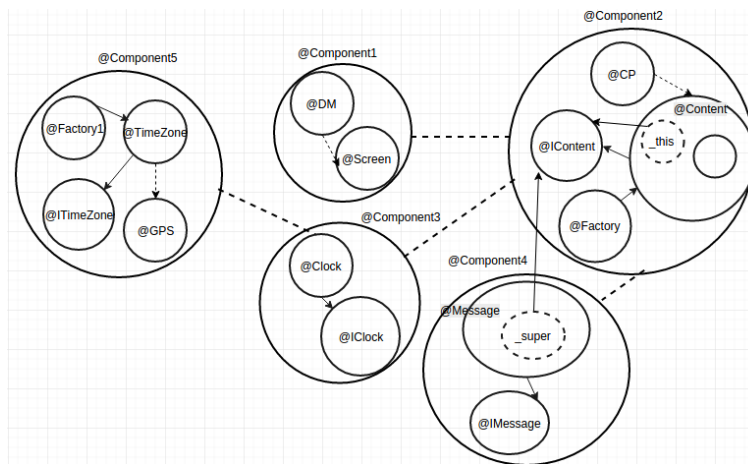 @Component2
@Component5
@Component1
@CP
@DM
@Content
@Factory1
@TimeZone
_this
@IContent
@Screen
@ITimeZone
@Component3
@Factory
@GPS
@Component4
@Clock
@Message
_super
@IClock
@IMessage